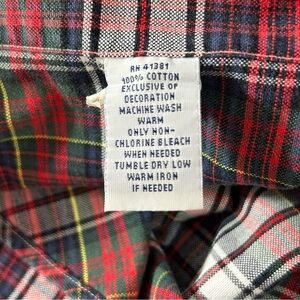 RN 41381
100% COTTON
EXCLUSIVE OF
DECORATION
MACHINE WASH
WARM
ONLY NON-
CHLORINE BLEACH
WHEN NEEDED
TUMBLE DRY LOW
WARM IRON
IF NEEDED